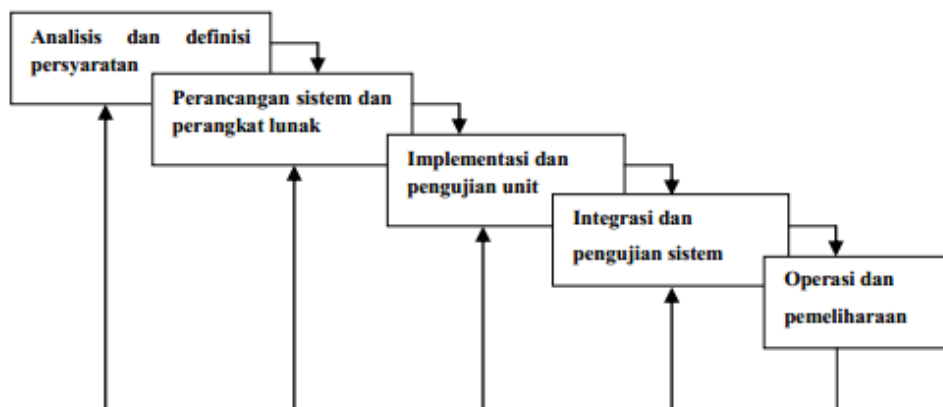 Analisis dan definisi
persyaratan
Perancangan sistem dan
perangkat lunak
Implementasi dan
pengujian unit
Integrasi dan
pengujian sistem
Operasi dan
pemeliharaan